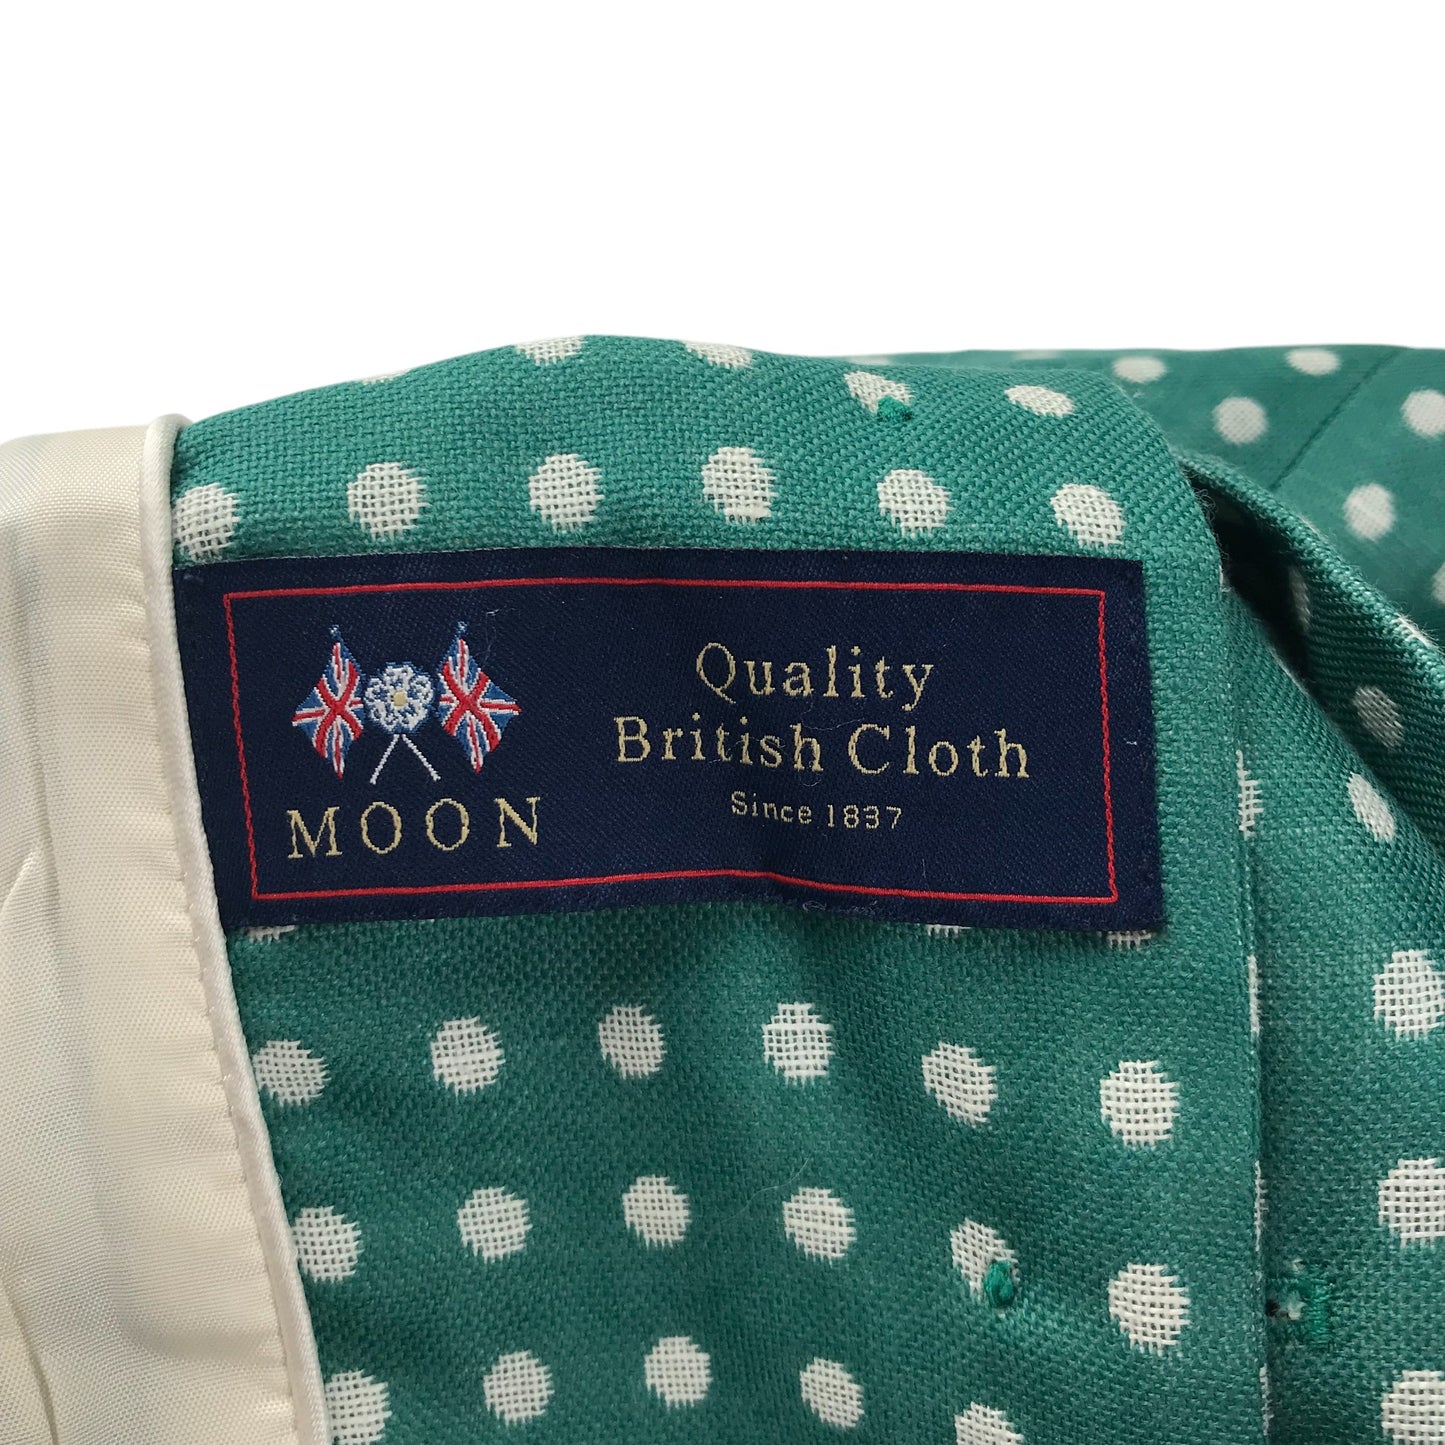 MOON
Quality
British Cloth
Since 1837